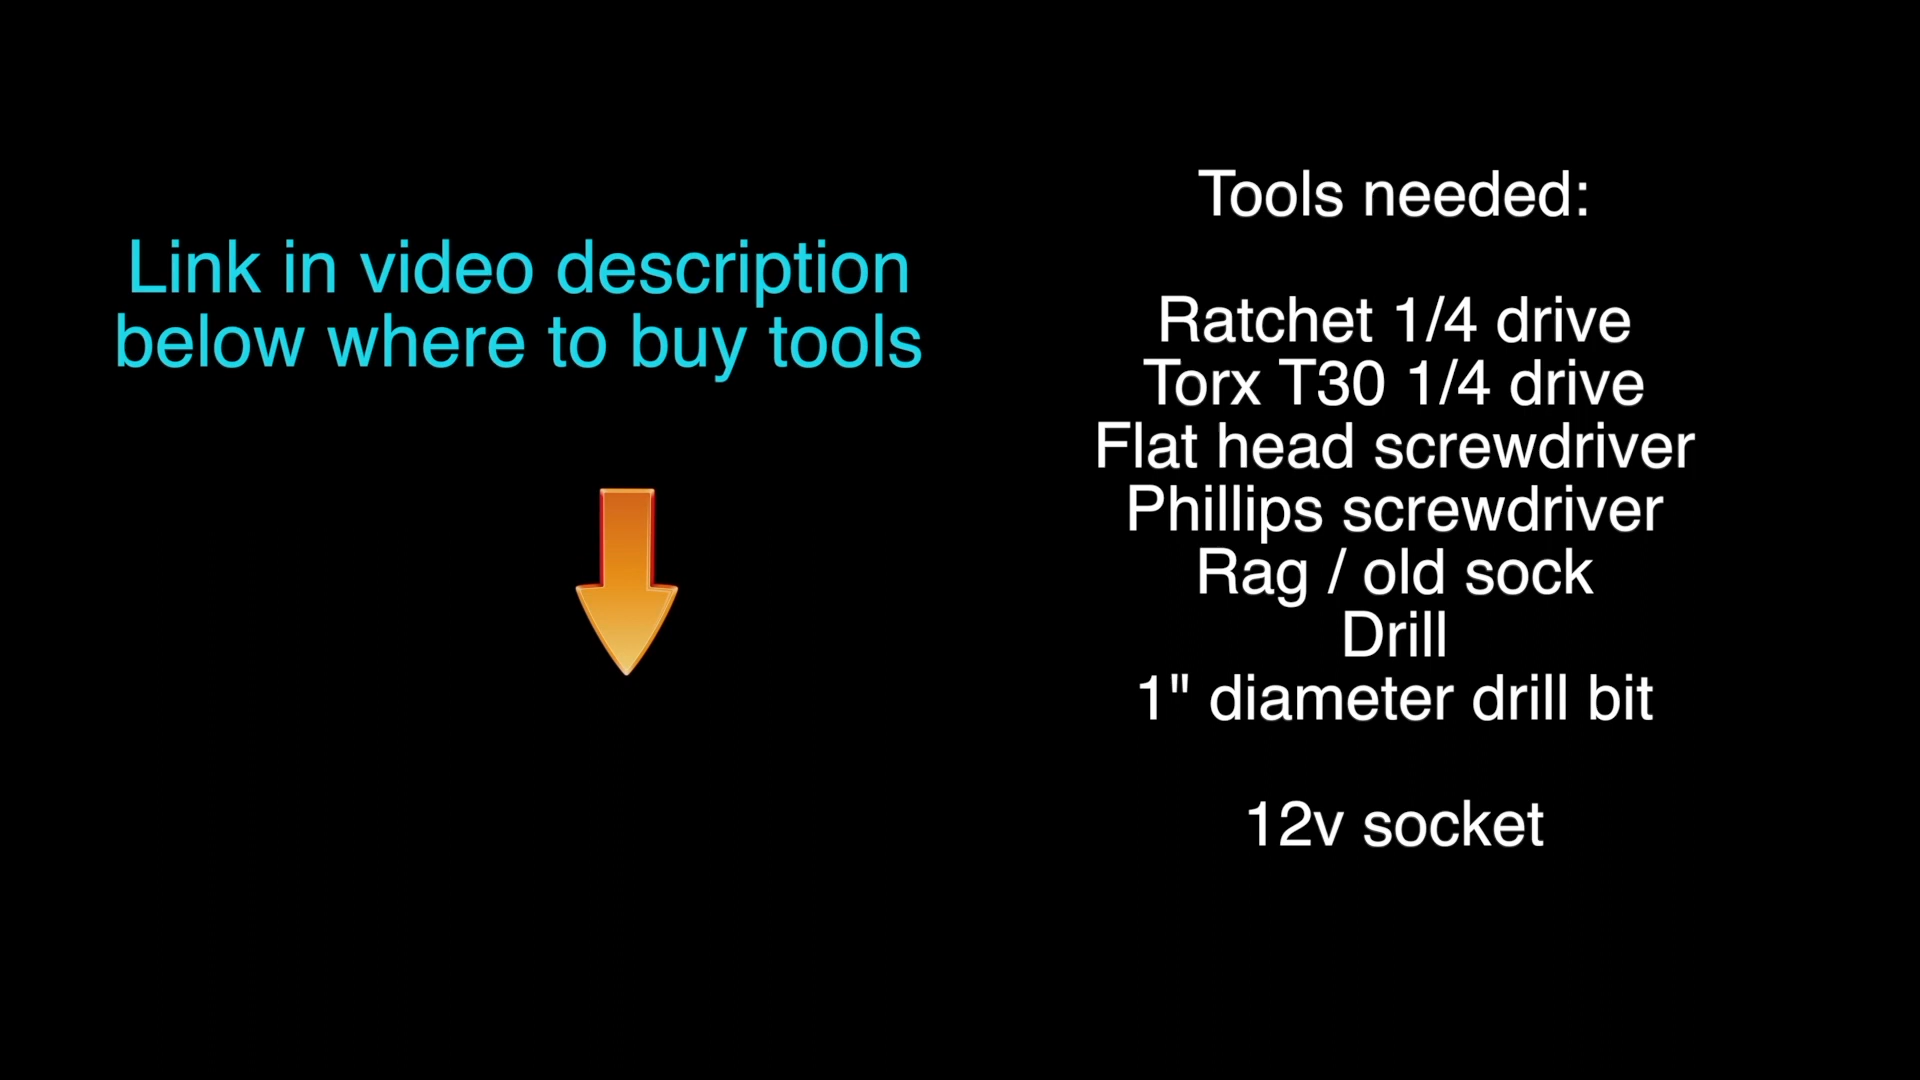 Link in video description
below where to buy tools
Tools needed:
Ratchet 1/4 drive
Torx T30 1/4 drive
Flat head screwdriver
Phillips screwdriver
Rag / old sock
Drill
1" diameter drill bit
12v socket